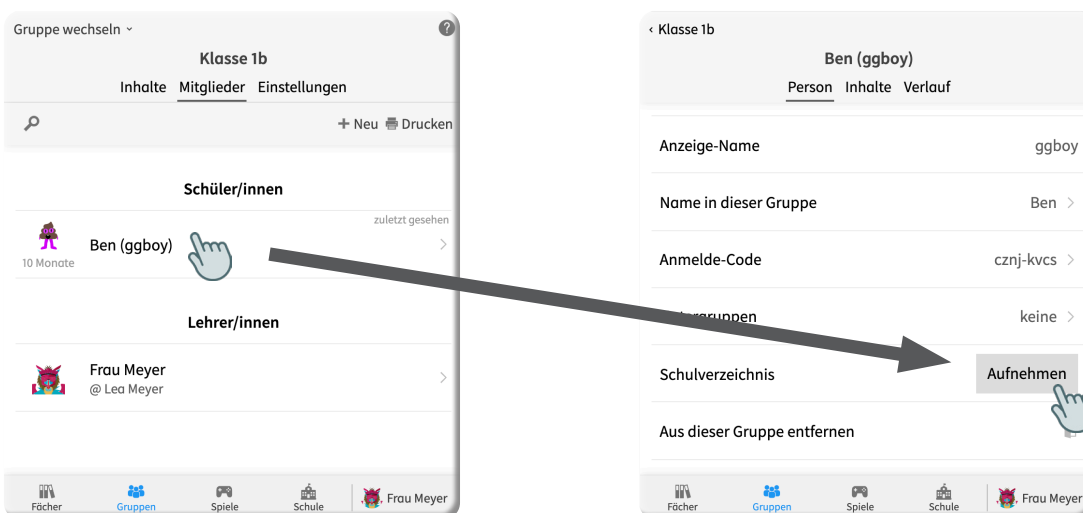 Gruppe wechseln
Klasse 1b
Inhalte Mitglieder Einstellungen
+ Neu Drucken
Schüler/innen
zuletzt gesehen
Ben (ggboy)
10 Monate
Lehrer/innen
Frau Meyer
@ Lea Meyer
Fächer Gruppen Spiele Schule Frau Meyer
‹ Klasse 1b
Ben (ggboy)
Person Inhalte Verlauf
Anzeige-Name ggboy
Name in dieser Gruppe Ben
Anmelde-Code cznj-kvcs
keine
Schulverzeichnis Aufnehmen
Aus dieser Gruppe entfernen
Fächer Gruppen Spiele Schule Frau Meyer